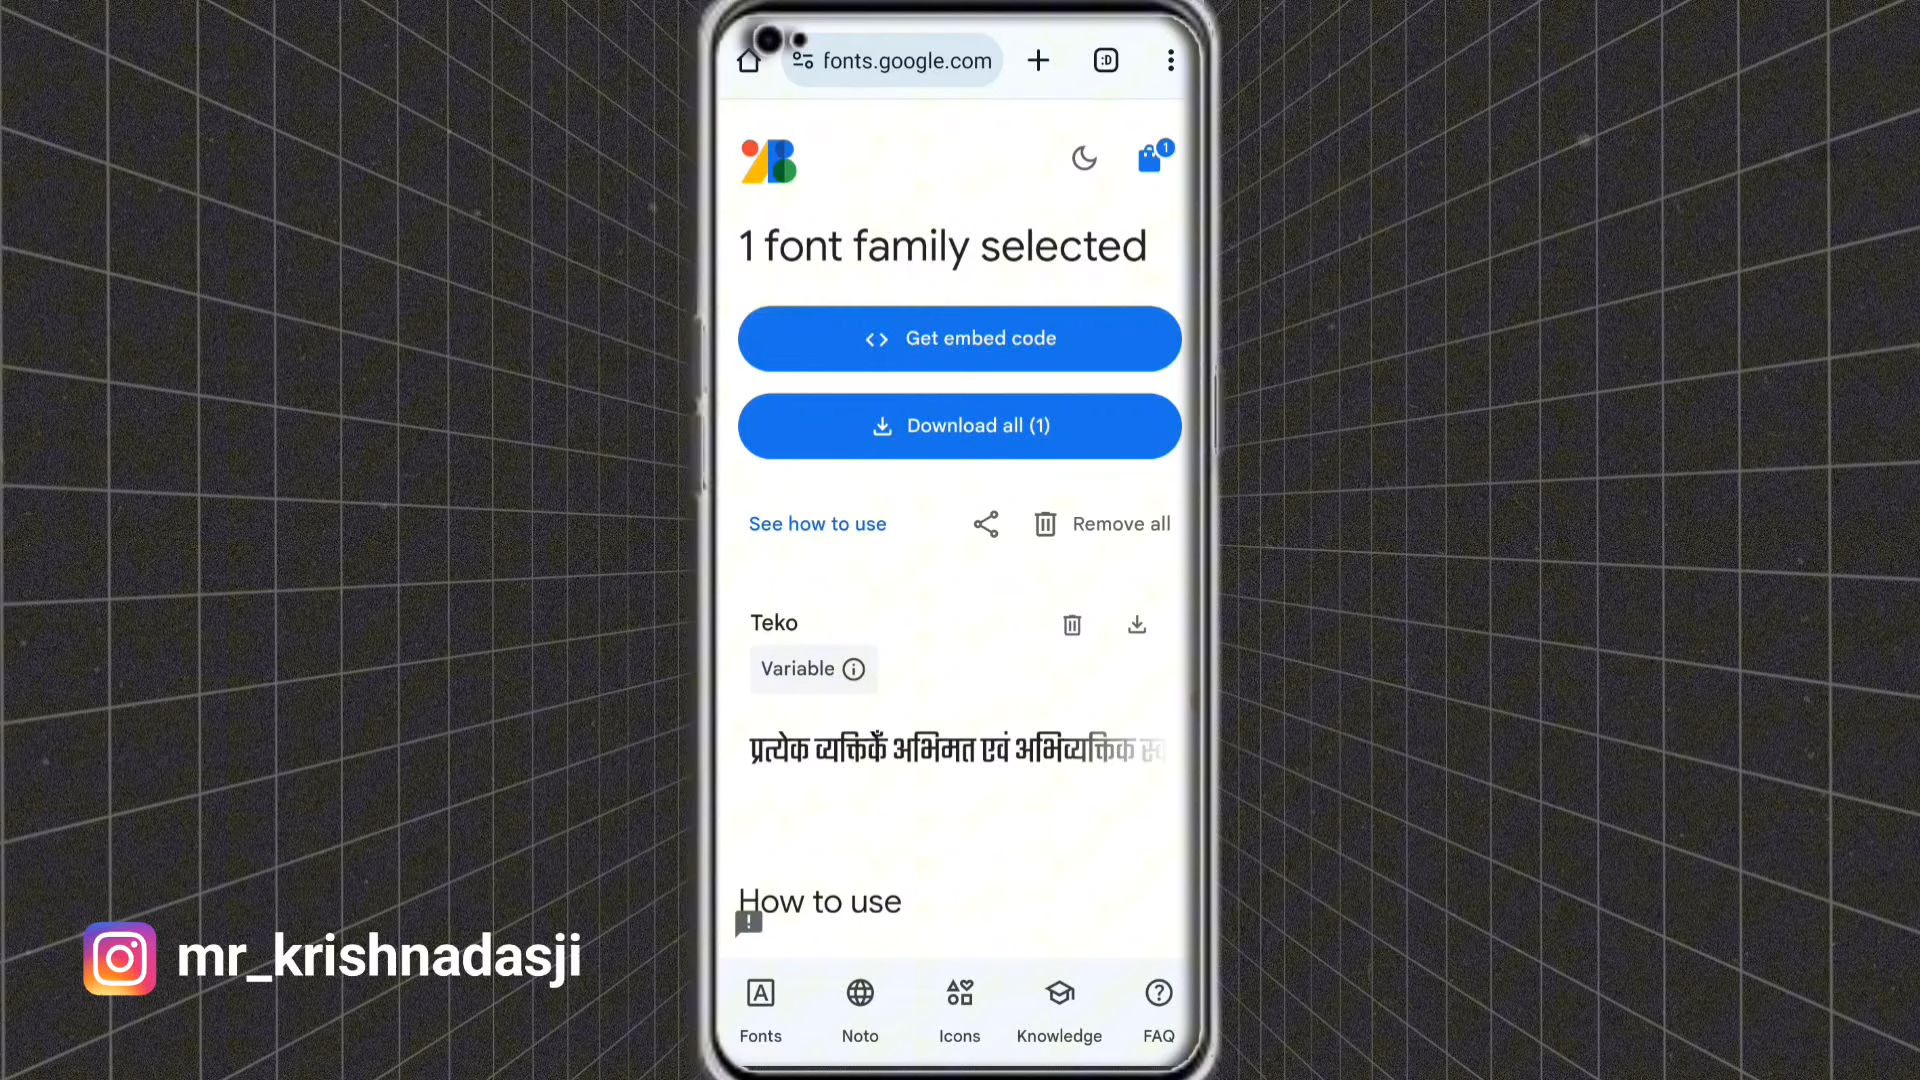 fonts.google.com
:D
1
1 font family selected
Get embed code
Download all (1)
See how to use
Remove all
Teko
Variable
प्रत्येक व्यक्तिकेँ अभिमत एवं अभिव्यक्तिक
How to use
mr_krishnadasji
Fonts
Noto
Icons
Knowledge
FAQ